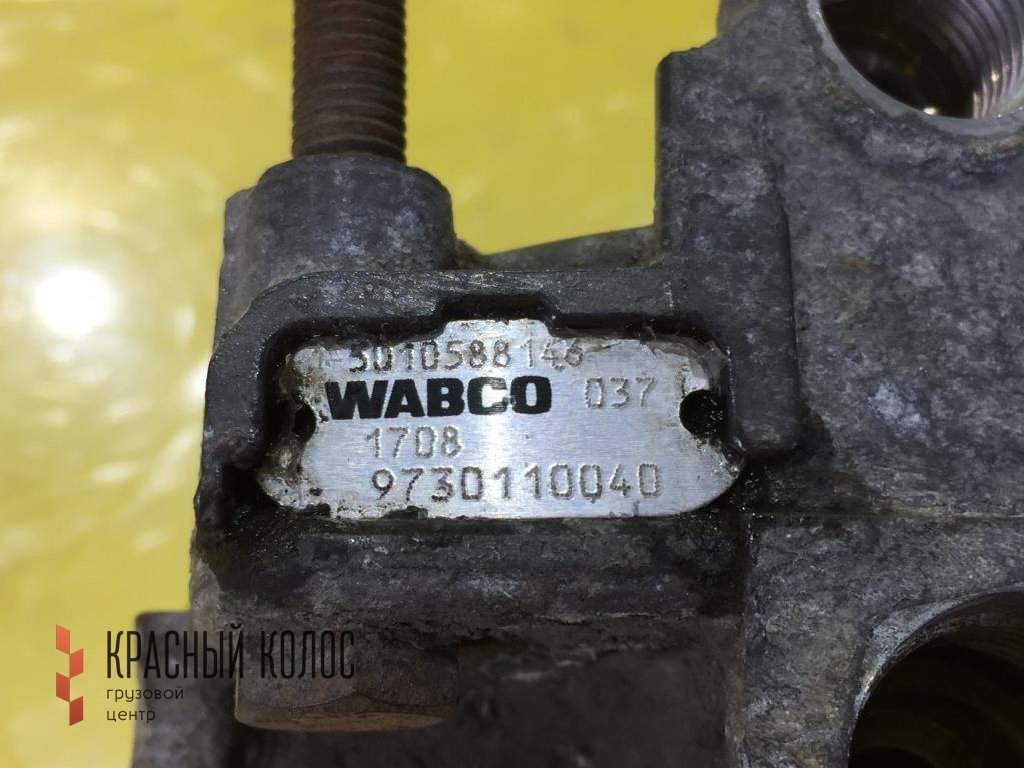 5010588146
WABCO 037
1708
9730110040
КРАСНЫЙ КОЛОС
грузовой
центр